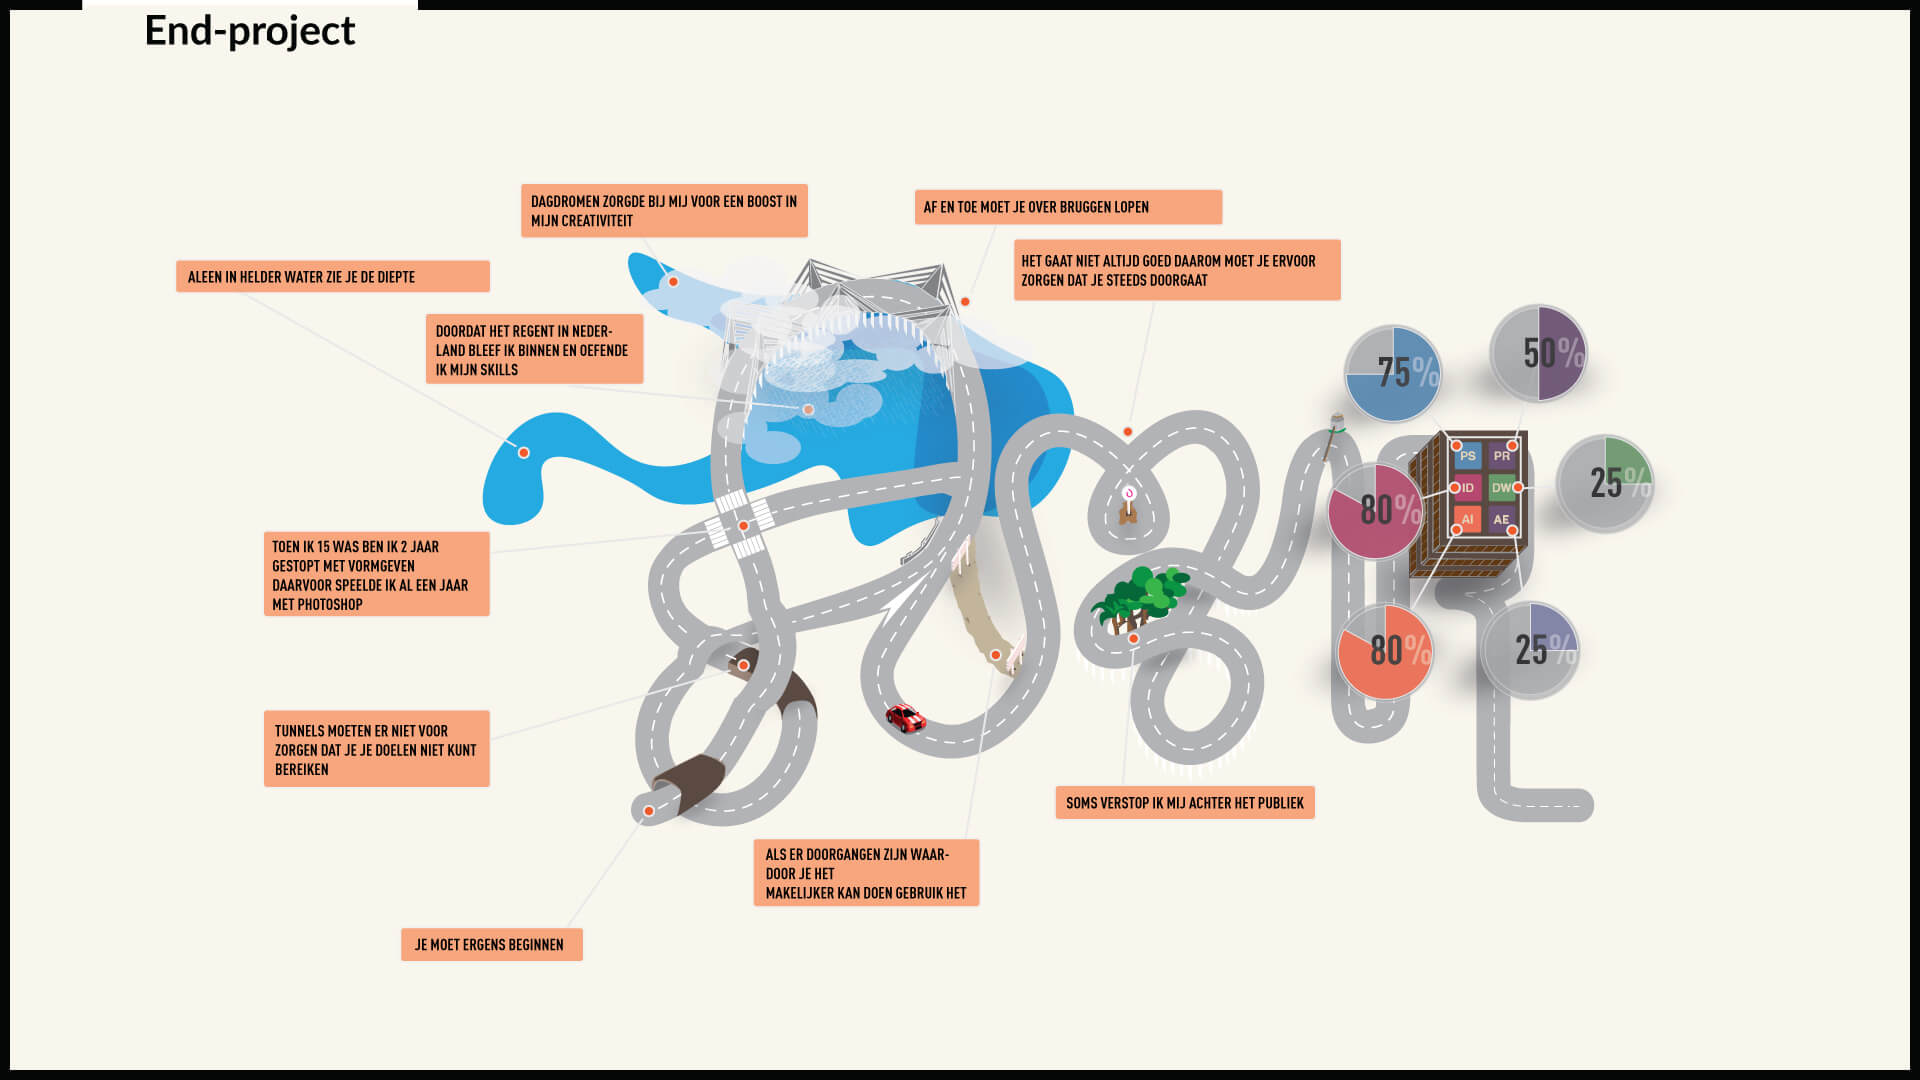 End-project
DAGDROMEN ZORGDE BIJ MIJ VOOR EEN BOOST IN
MIJN CREATIVITEIT
AF EN TOE MOET JE OVER BRUGGEN LOPEN
HET GAAT NIET ALTIJD GOED DAAROM MOET JE ERVOOR
ZORGEN DAT JE STEEDS DOORGAAT
ALEEN IN HELDER WATER ZIE JE DE DIEPTE
DOORDAT HET REGENT IN NEDER-
LAND BLEEF IK BINNEN EN OEFENDE
IK MIJN SKILLS
75%
50%
PS PR
ID DW
AI AE
25%
80%
80%
25%
TOEN IK 15 WAS BEN IK 2 JAAR
GESTOPT MET VORMGEVEN
DAARVOOR SPEELDE IK AL EEN JAAR
MET PHOTOSHOP
TUNNELS MOETEN ER NIET VOOR
ZORGEN DAT JE JE DOELEN NIET KUNT
BEREIKEN
SOMS VERSTOP IK MIJ ACHTER HET PUBLIEK
ALS ER DOORGANGEN ZIJN WAAR-
DOOR JE HET
MAKELIJKER KAN DOEN GEBRUIK HET
JE MOET ERGENS BEGINNEN